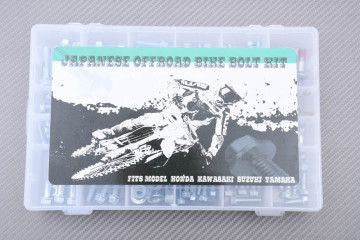 JAPANESE OFFROAD BIKE BOLT KIT
FITS MODEL HONDA KAWASAKI SUZUKI YAMAHA